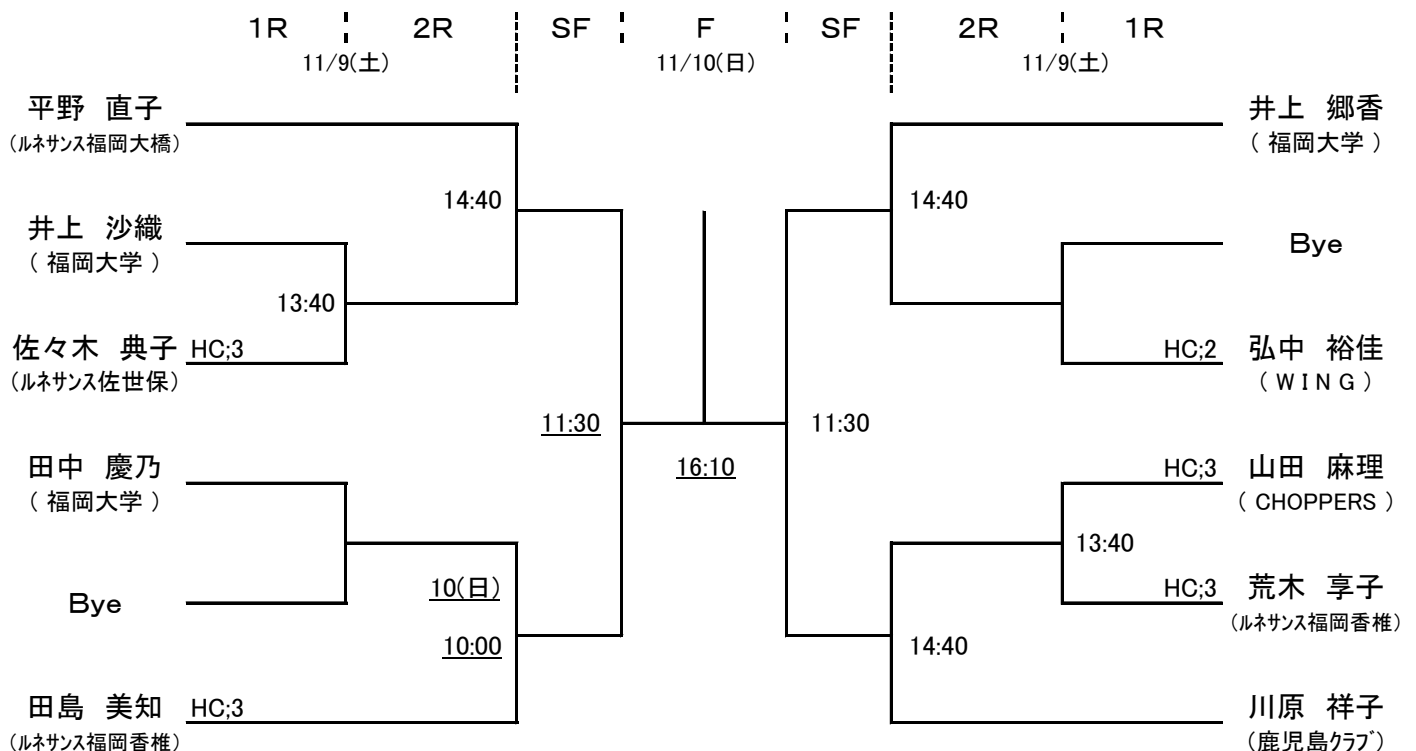 1R 2R SF F SF 2R 1R
11/9(土) 11/10(日) 11/9(土)
平野 直子 井上 郷香
(ルネサンス福岡大橋) ( 福岡大学 )
14:40 14:40
井上 沙織 Bye
( 福岡大学 )
13:40
佐々木 典子 HC;3 HC;2 弘中 裕佳
(ルネサンス佐世保) ( WING )
11:30 11:30
田中 慶乃 16:10 HC;3 山田 麻理
( 福岡大学 ) ( CHOPPERS )
13:40
Bye 10(日) HC;3 荒木 享子
(ルネサンス福岡香椎)
10:00 14:40
田島 美知 HC;3 川原 祥子
(ルネサンス福岡香椎) (鹿児島クラブ)